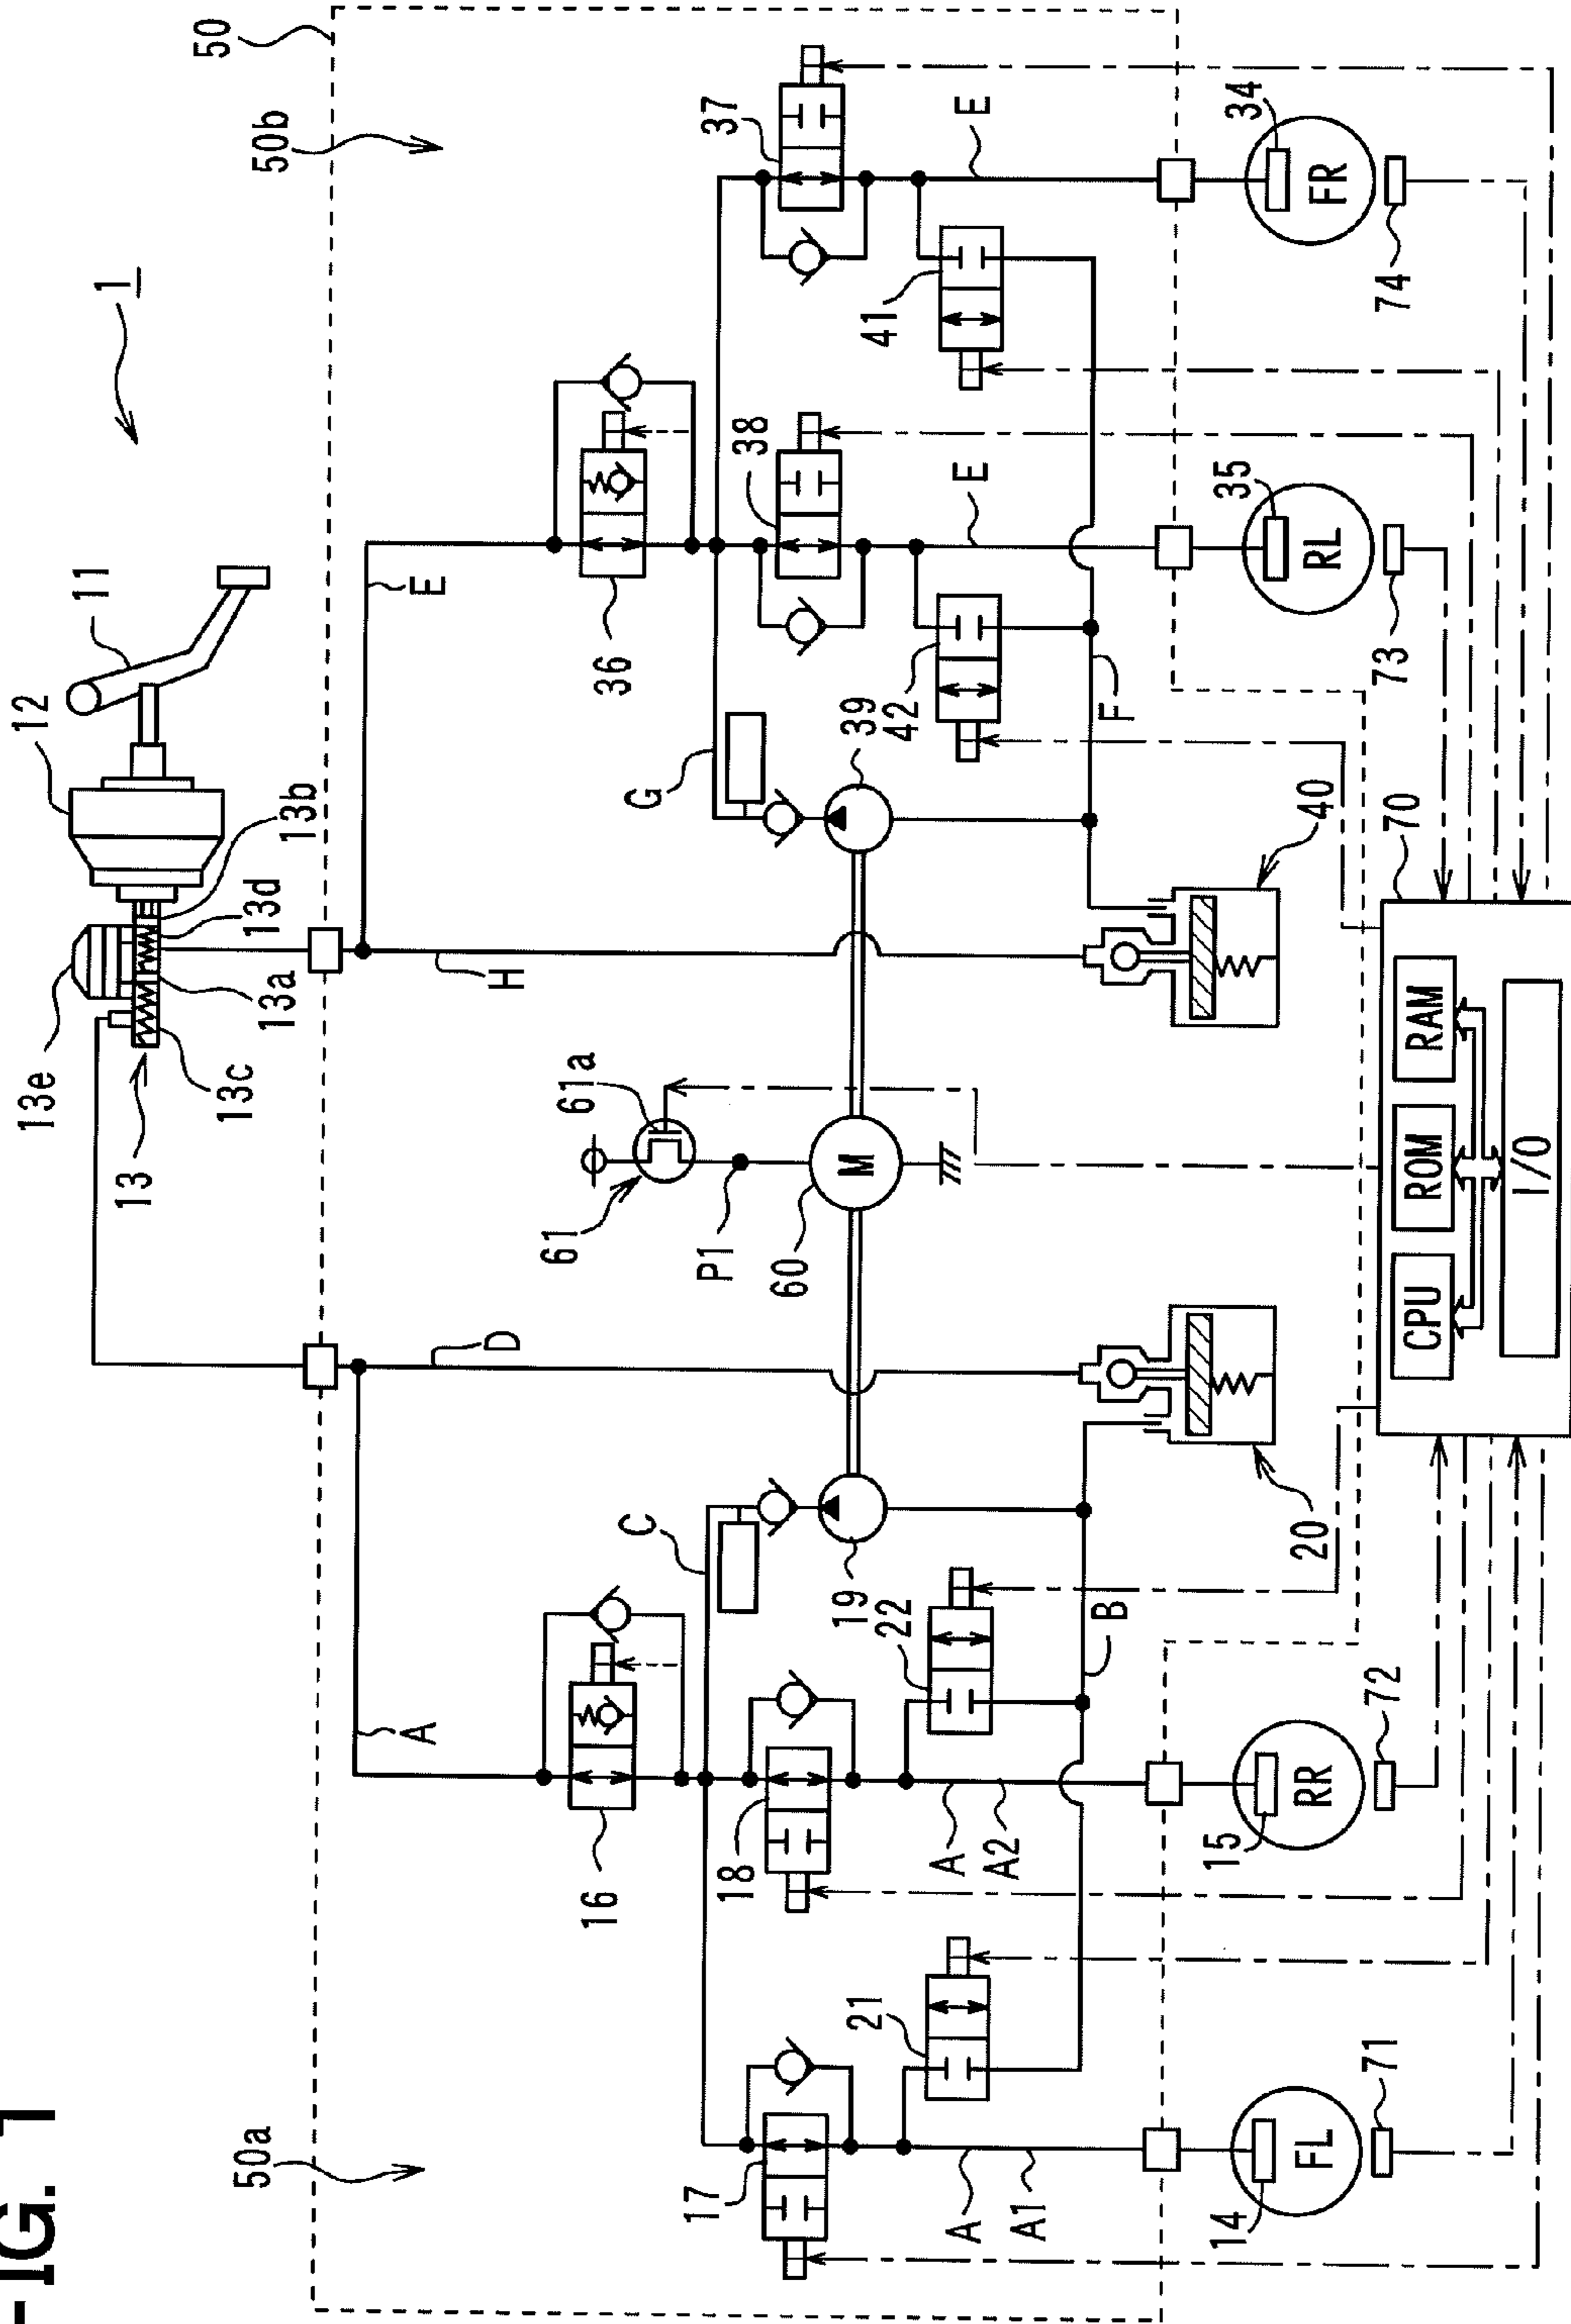 FIG. 1
1
11
12
13
13a
13b
13c
13d
13e
50
50a
50b
A
D
H
E
16
36
C
G
61
61a
P1
60
M
17
18
19
22
21
39
42
38
37
41
A
A1
A
A2
B
20
40
F
E
E
14
FL
15
RR
35
RL
34
FR
71
72
73
74
70
CPU
ROM
RAM
I/O